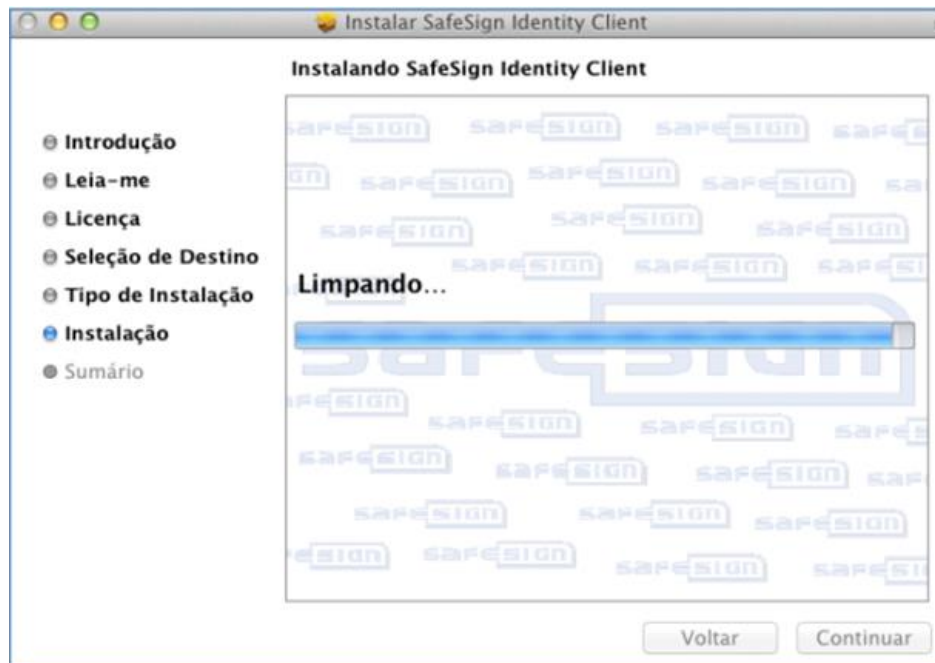 Instalar SafeSign Identity Client
Instalando SafeSign Identity Client
Introdução
Leia-me
Licença
Seleção de Destino
Tipo de Instalação
Instalação
Sumário
Limpando...
safesign
Voltar
Continuar